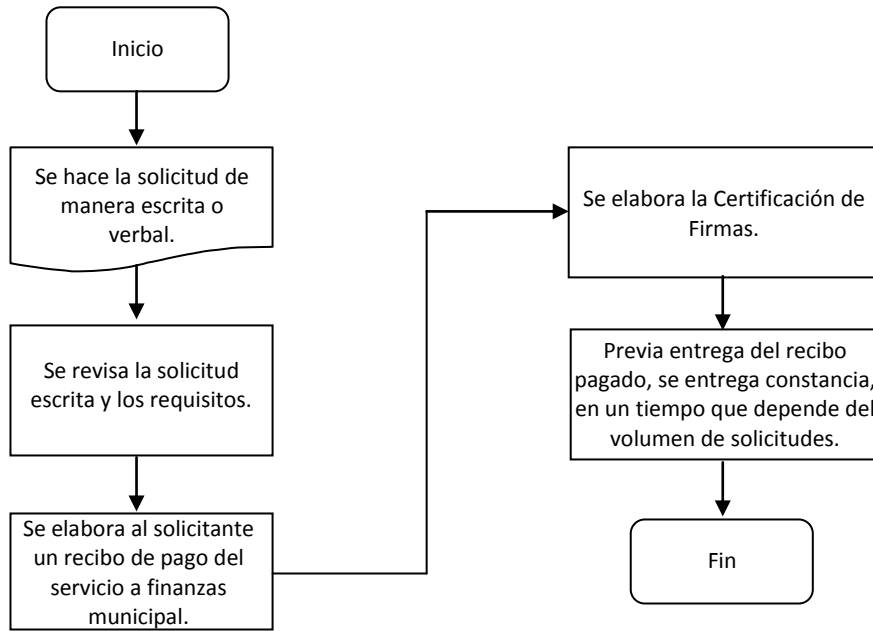 Inicio
Se hace la solicitud de
manera escrita o
verbal.
Se revisa la solicitud
escrita y los requisitos.
Se elabora al solicitante
un recibo de pago del
servicio a finanzas
municipal.
Se elabora la Certificación de
Firmas.
Previa entrega del recibo
pagado, se entrega constancia,
en un tiempo que depende del
volumen de solicitudes.
Fin